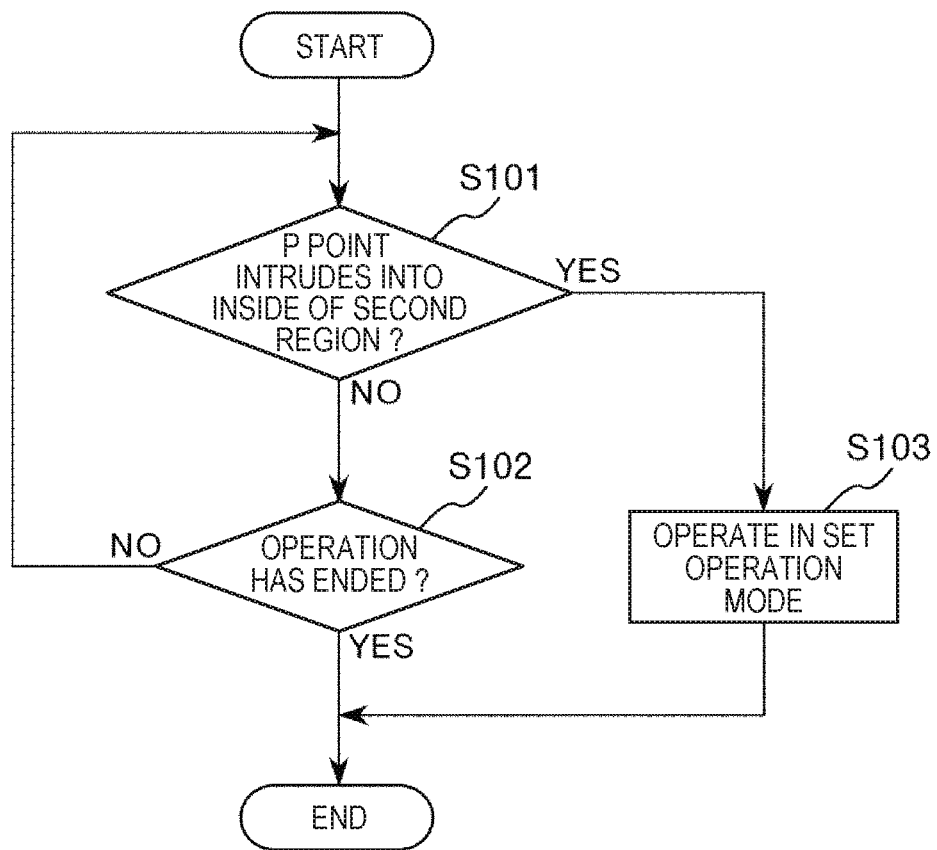 START
S101
P POINT
INTRUDES INTO
INSIDE OF SECOND
REGION ?
YES
NO
S102
S103
NO
OPERATION
HAS ENDED ?
OPERATE IN SET
OPERATION
MODE
YES
END